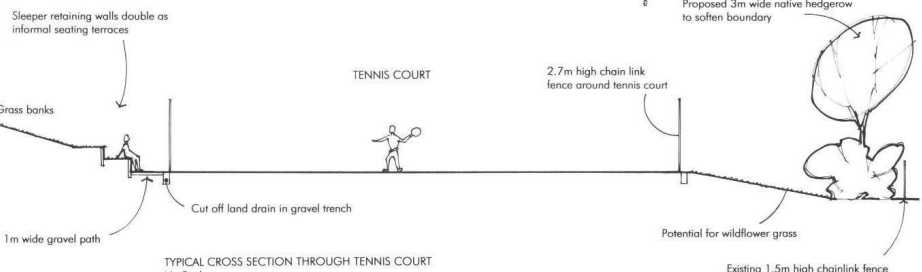 Proposed 3m wide native hedgerow
to soften boundary
Sleeper retaining walls double as
informal seating terraces
TENNIS COURT
2.7m high chain link
fence around tennis court
Grass banks
Cut off land drain in gravel trench
1m wide gravel path
Potential for wildflower grass
TYPICAL CROSS SECTION THROUGH TENNIS COURT
Existing 1.5m high chainlink fence